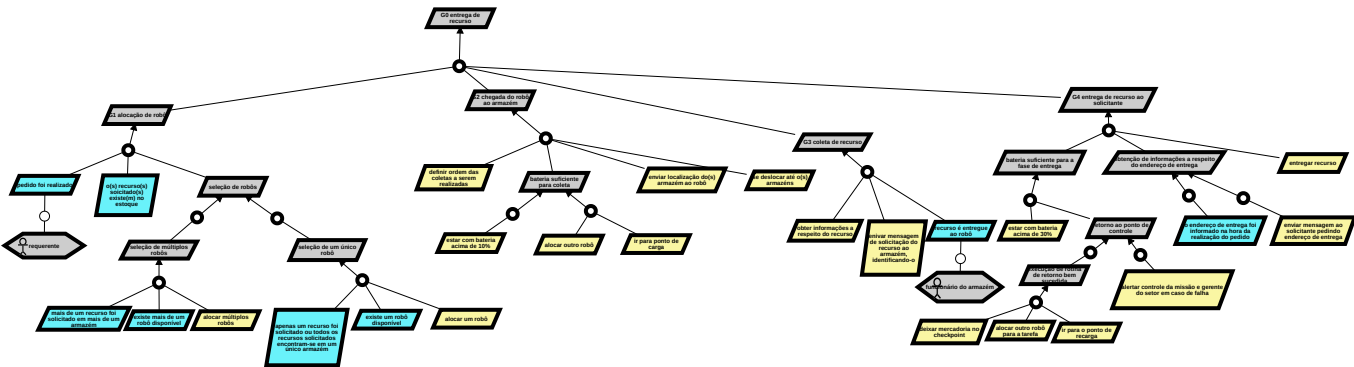 G0 entrega de
recurso
G1 alocação de robô
G2 chegada do robô
ao armazém
G3 coleta de recurso
G4 entrega de recurso ao
solicitante
pedido foi realizado
requerente
o(s) recurso(s)
soicitado(s)
existe(m) no
estoque
seleção de robôs
seleção de múltiplos
robôs
seleção de um único
robô
mais de um recurso foi
solicitado em mais de um
armazém
existe mais de um
robô disponível
alocar múltiplos
robôs
apenas um recurso foi
solicitado ou todos os
recursos solicitados
encontram-se em um
único armazém
existe um robô
disponível
alocar um robô
definir ordem das
coletas a serem
realizadas
bateria suficiente
para coleta
enviar localização do(s)
armazém ao robô
se deslocar até o(s)
armazéns
estar com bateria
acima de 10%
alocar outro robô
ir para ponto de
carga
obter informações a
respeito do recurso
enivar mensagem
de solicitação do
recurso ao
armazém,
identificando-o
recurso é entregue
ao robô
funcionário do armazém
bateria suficiente para a
fase de entrega
obtenção de informações a respeito
do endereço de entrega
entregar recurso
estar com bateria
acima de 30%
retorno ao ponto de
controle
o endereço de entrega foi
informado na hora da
realização do pedido
enviar mensagem ao
solicitante pedindo
endereço de entrega
execução de rotina
de retorno bem
sucedida
alertar controle da missão e gerente
do setor em caso de falha
deixar mercadoria no
checkpoint
alocar outro robô
para a tarefa
ir para o ponto de
recarga